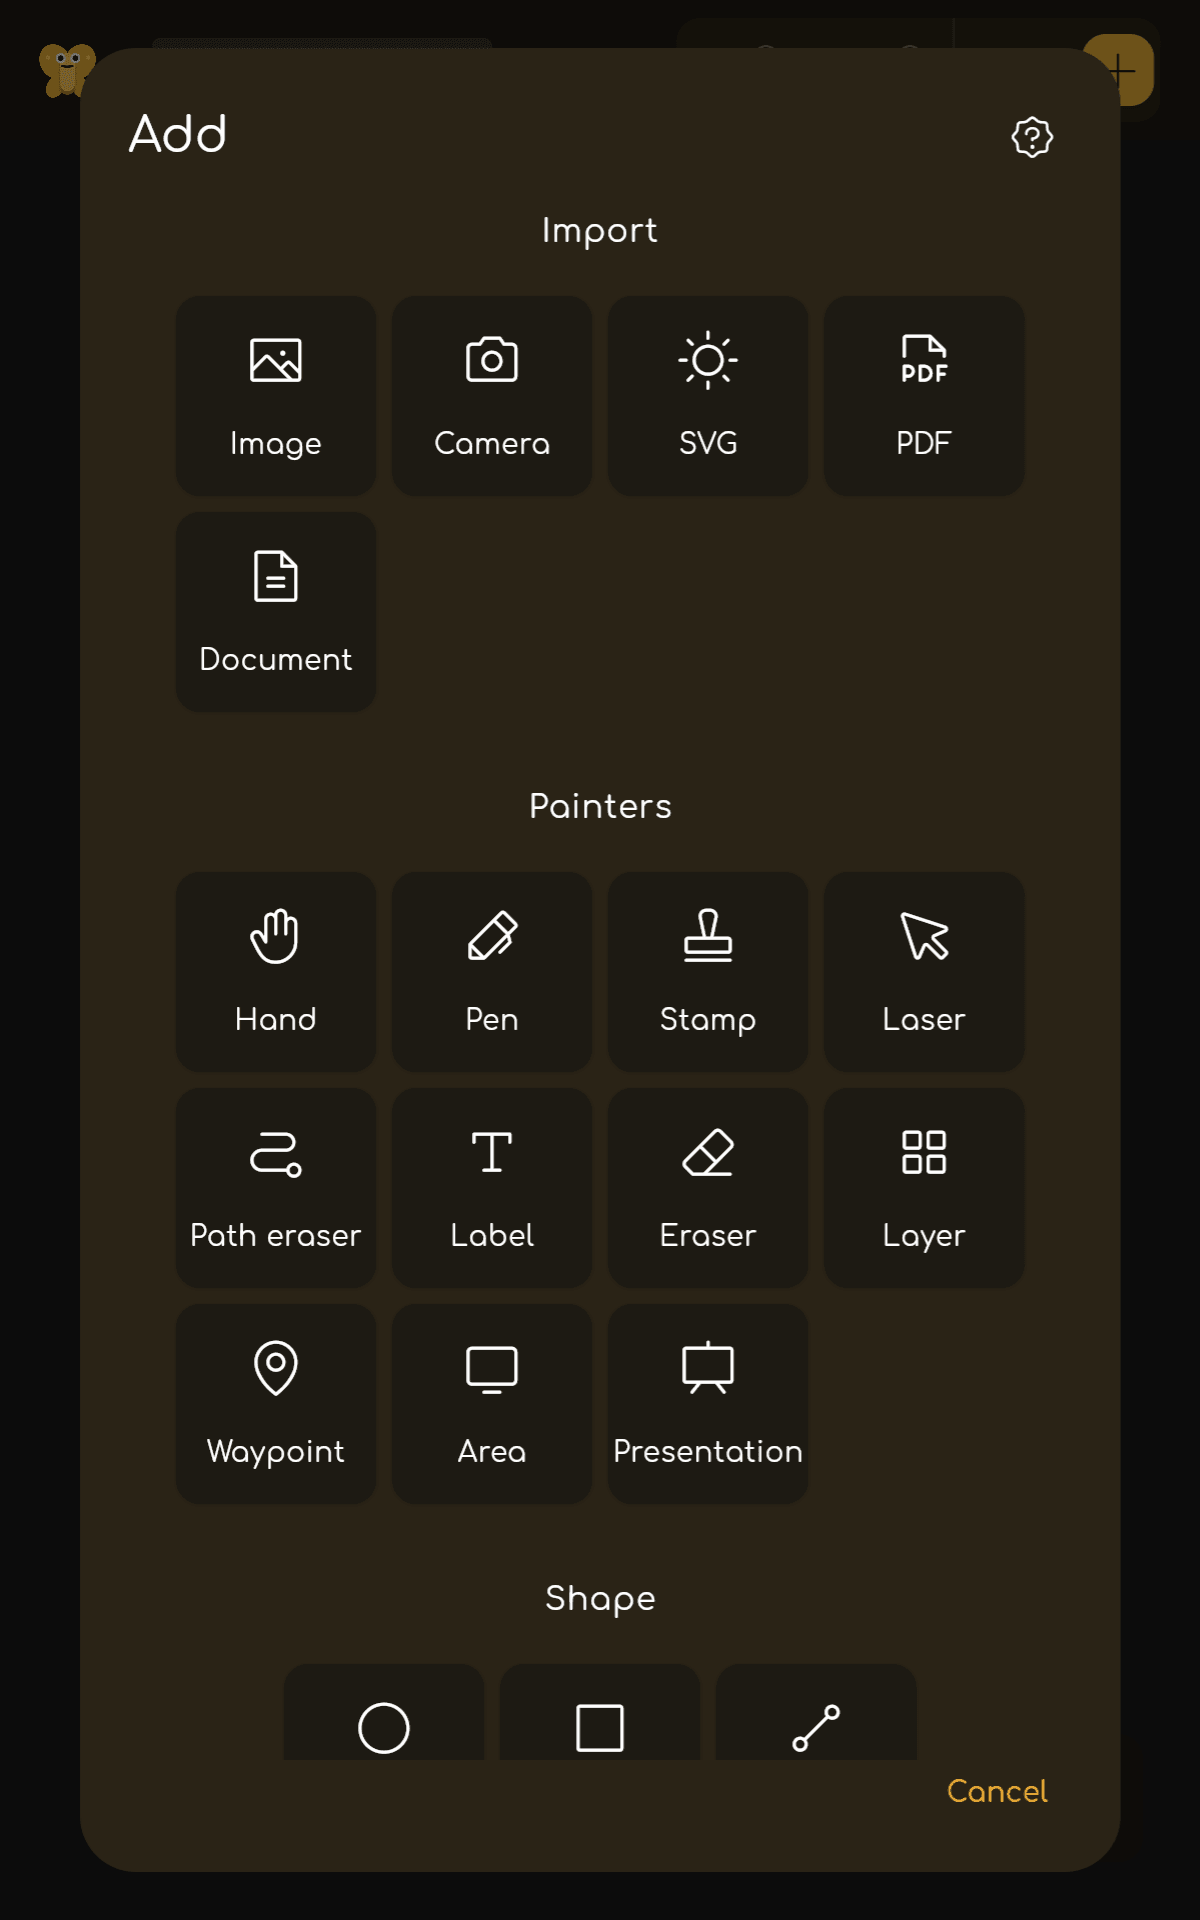 Add
Import
Image
Camera
SVG
PDF
PDF
Document
Painters
Hand
Pen
Stamp
Laser
Path eraser
Label
Eraser
Layer
Waypoint
Area
Presentation
Shape
Cancel